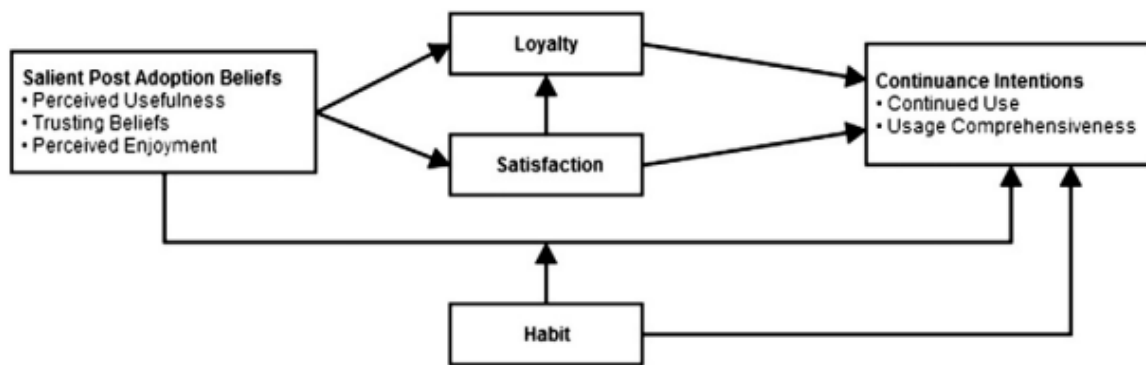 Salient Post Adoption Beliefs
• Perceived Usefulness
• Trusting Beliefs
• Perceived Enjoyment
Loyalty
Satisfaction
Continuance Intentions
• Continued Use
• Usage Comprehensiveness
Habit